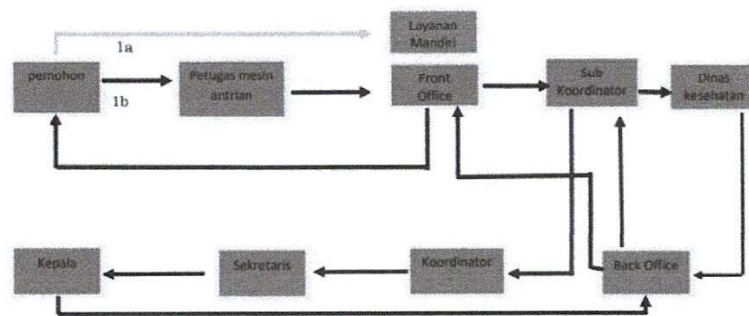 1a
Layanan
Mandiri
pemohon
1b
Petugas mesin
antrian
Front
Office
Sub
Koordinator
Dinas
kesehatan
Kepala
Sekretaris
Koordinator
Back Office